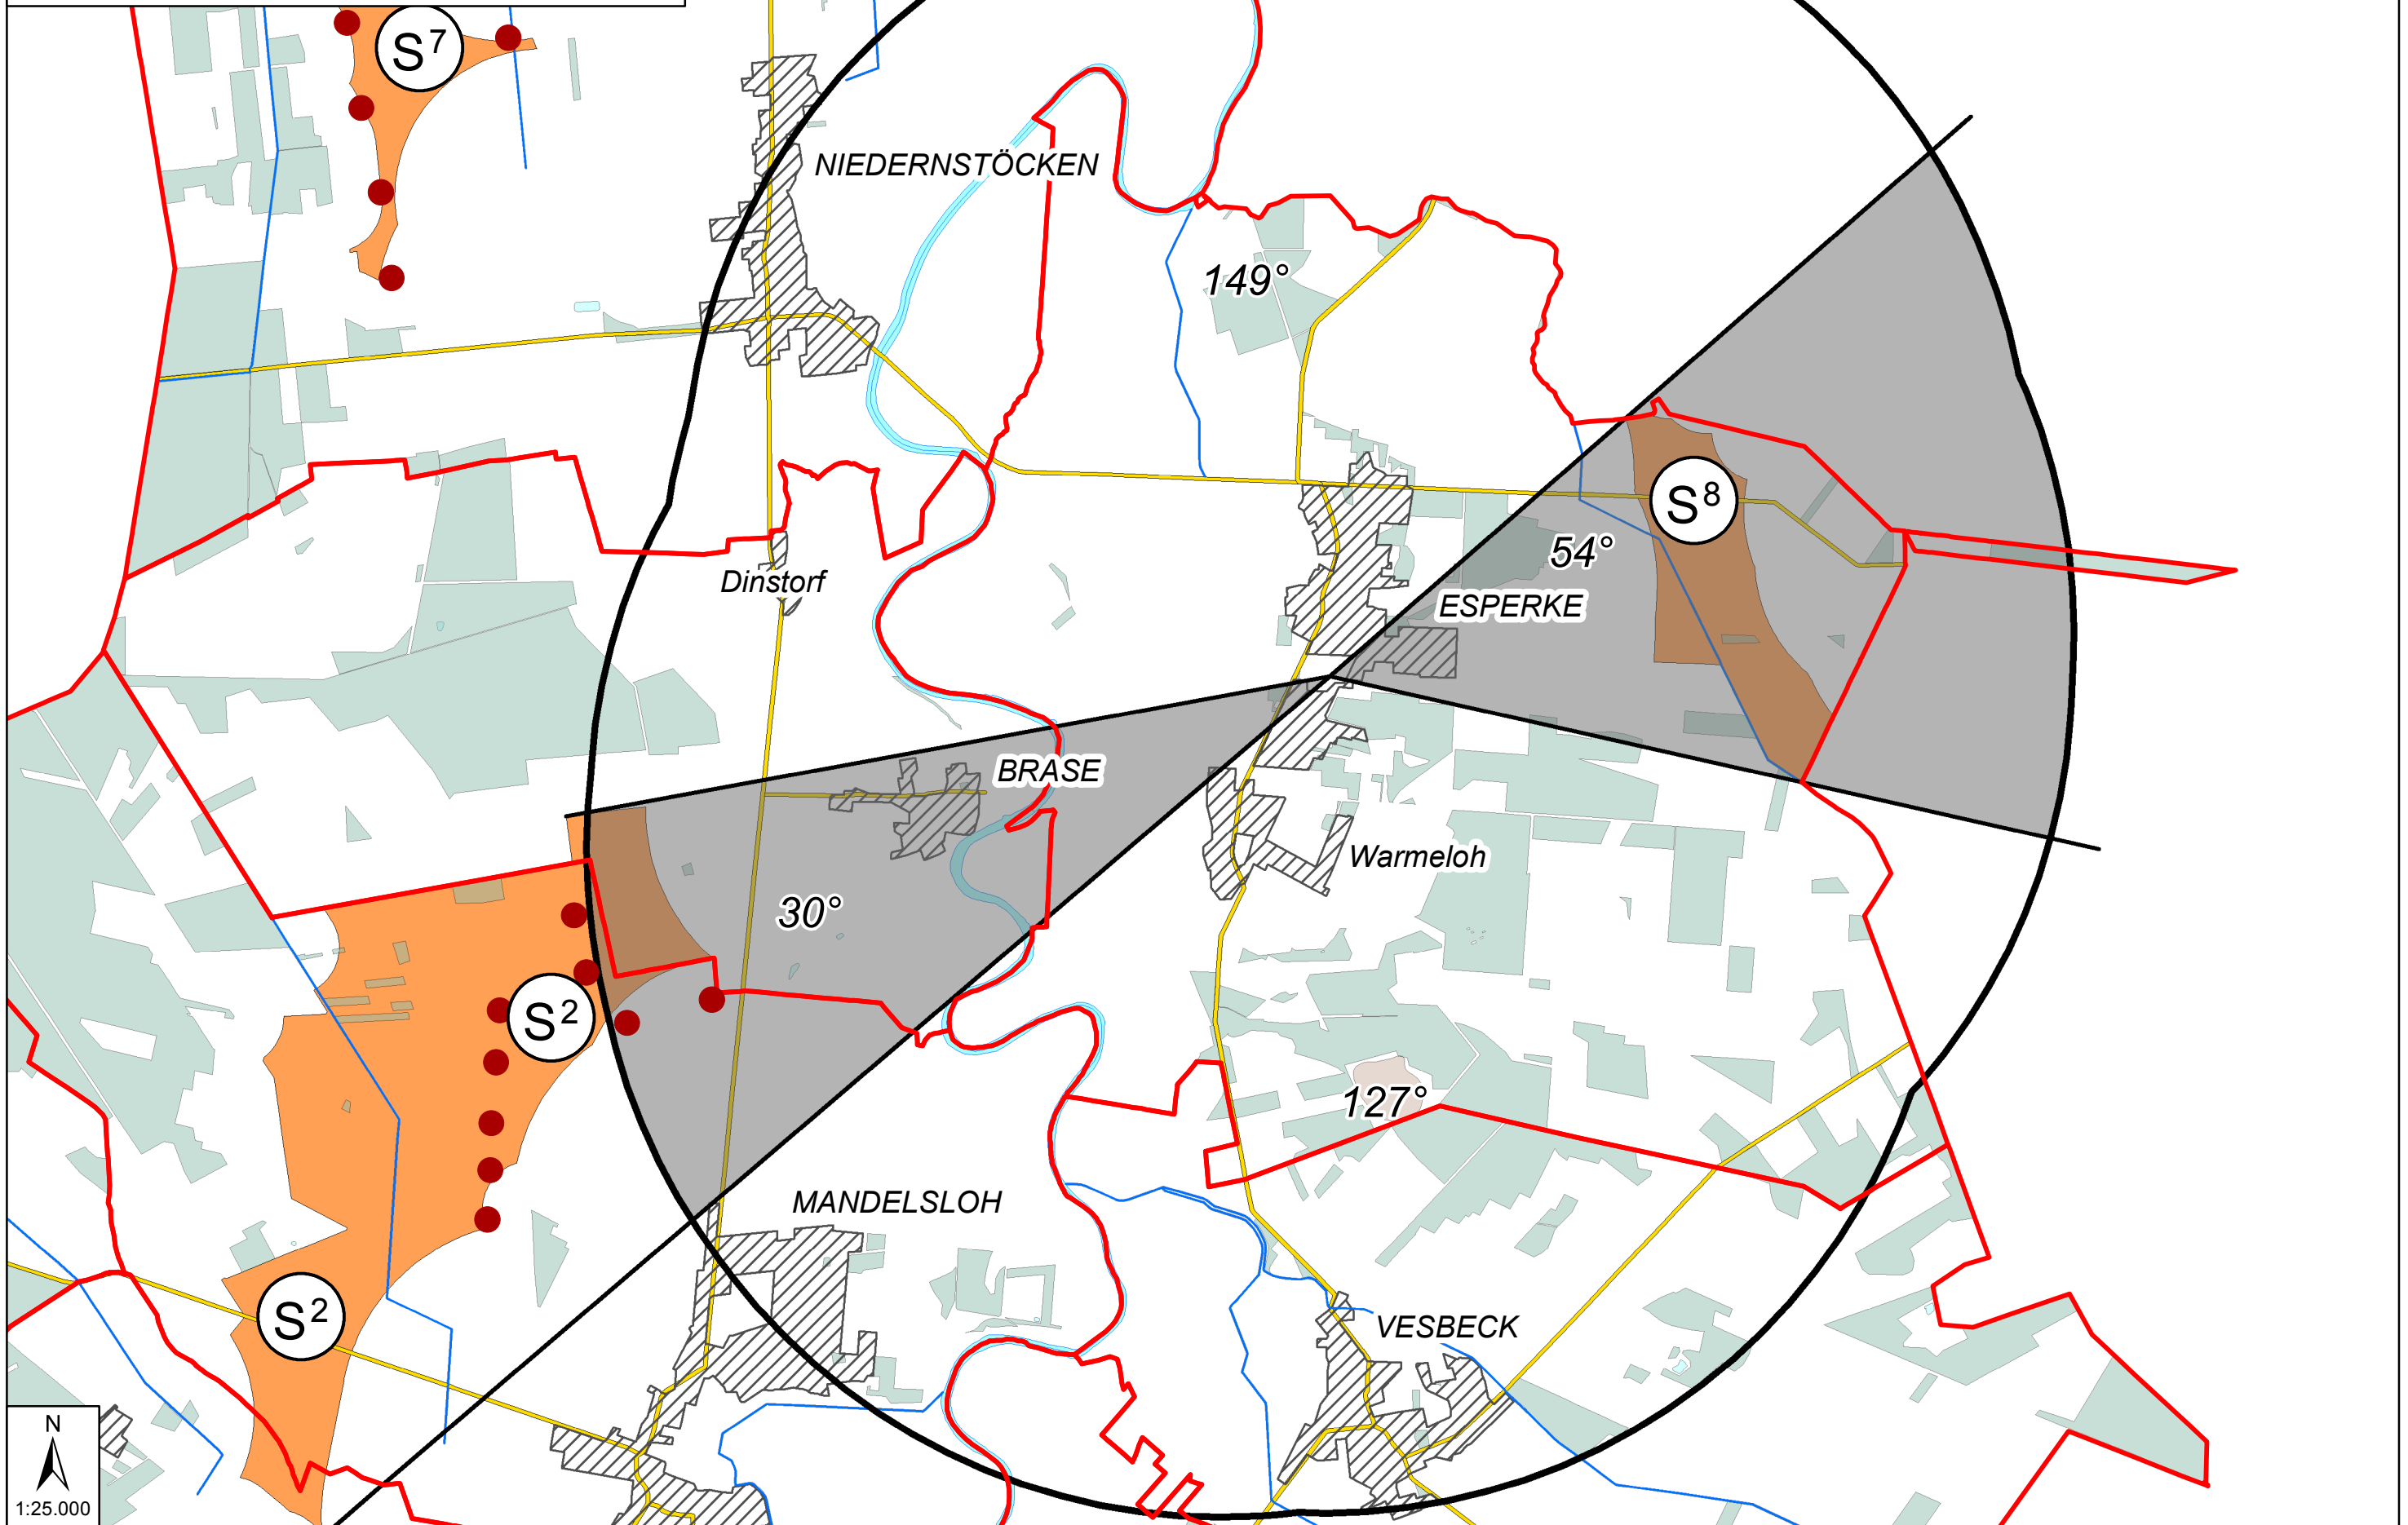 S7
NIEDERNSTÖCKEN
149°
S8
54°
Dinstorf
ESPERKE
BRASE
Warmeloh
30°
S2
127°
MANDELSLOH
S2
VESBECK
N
1:25.000